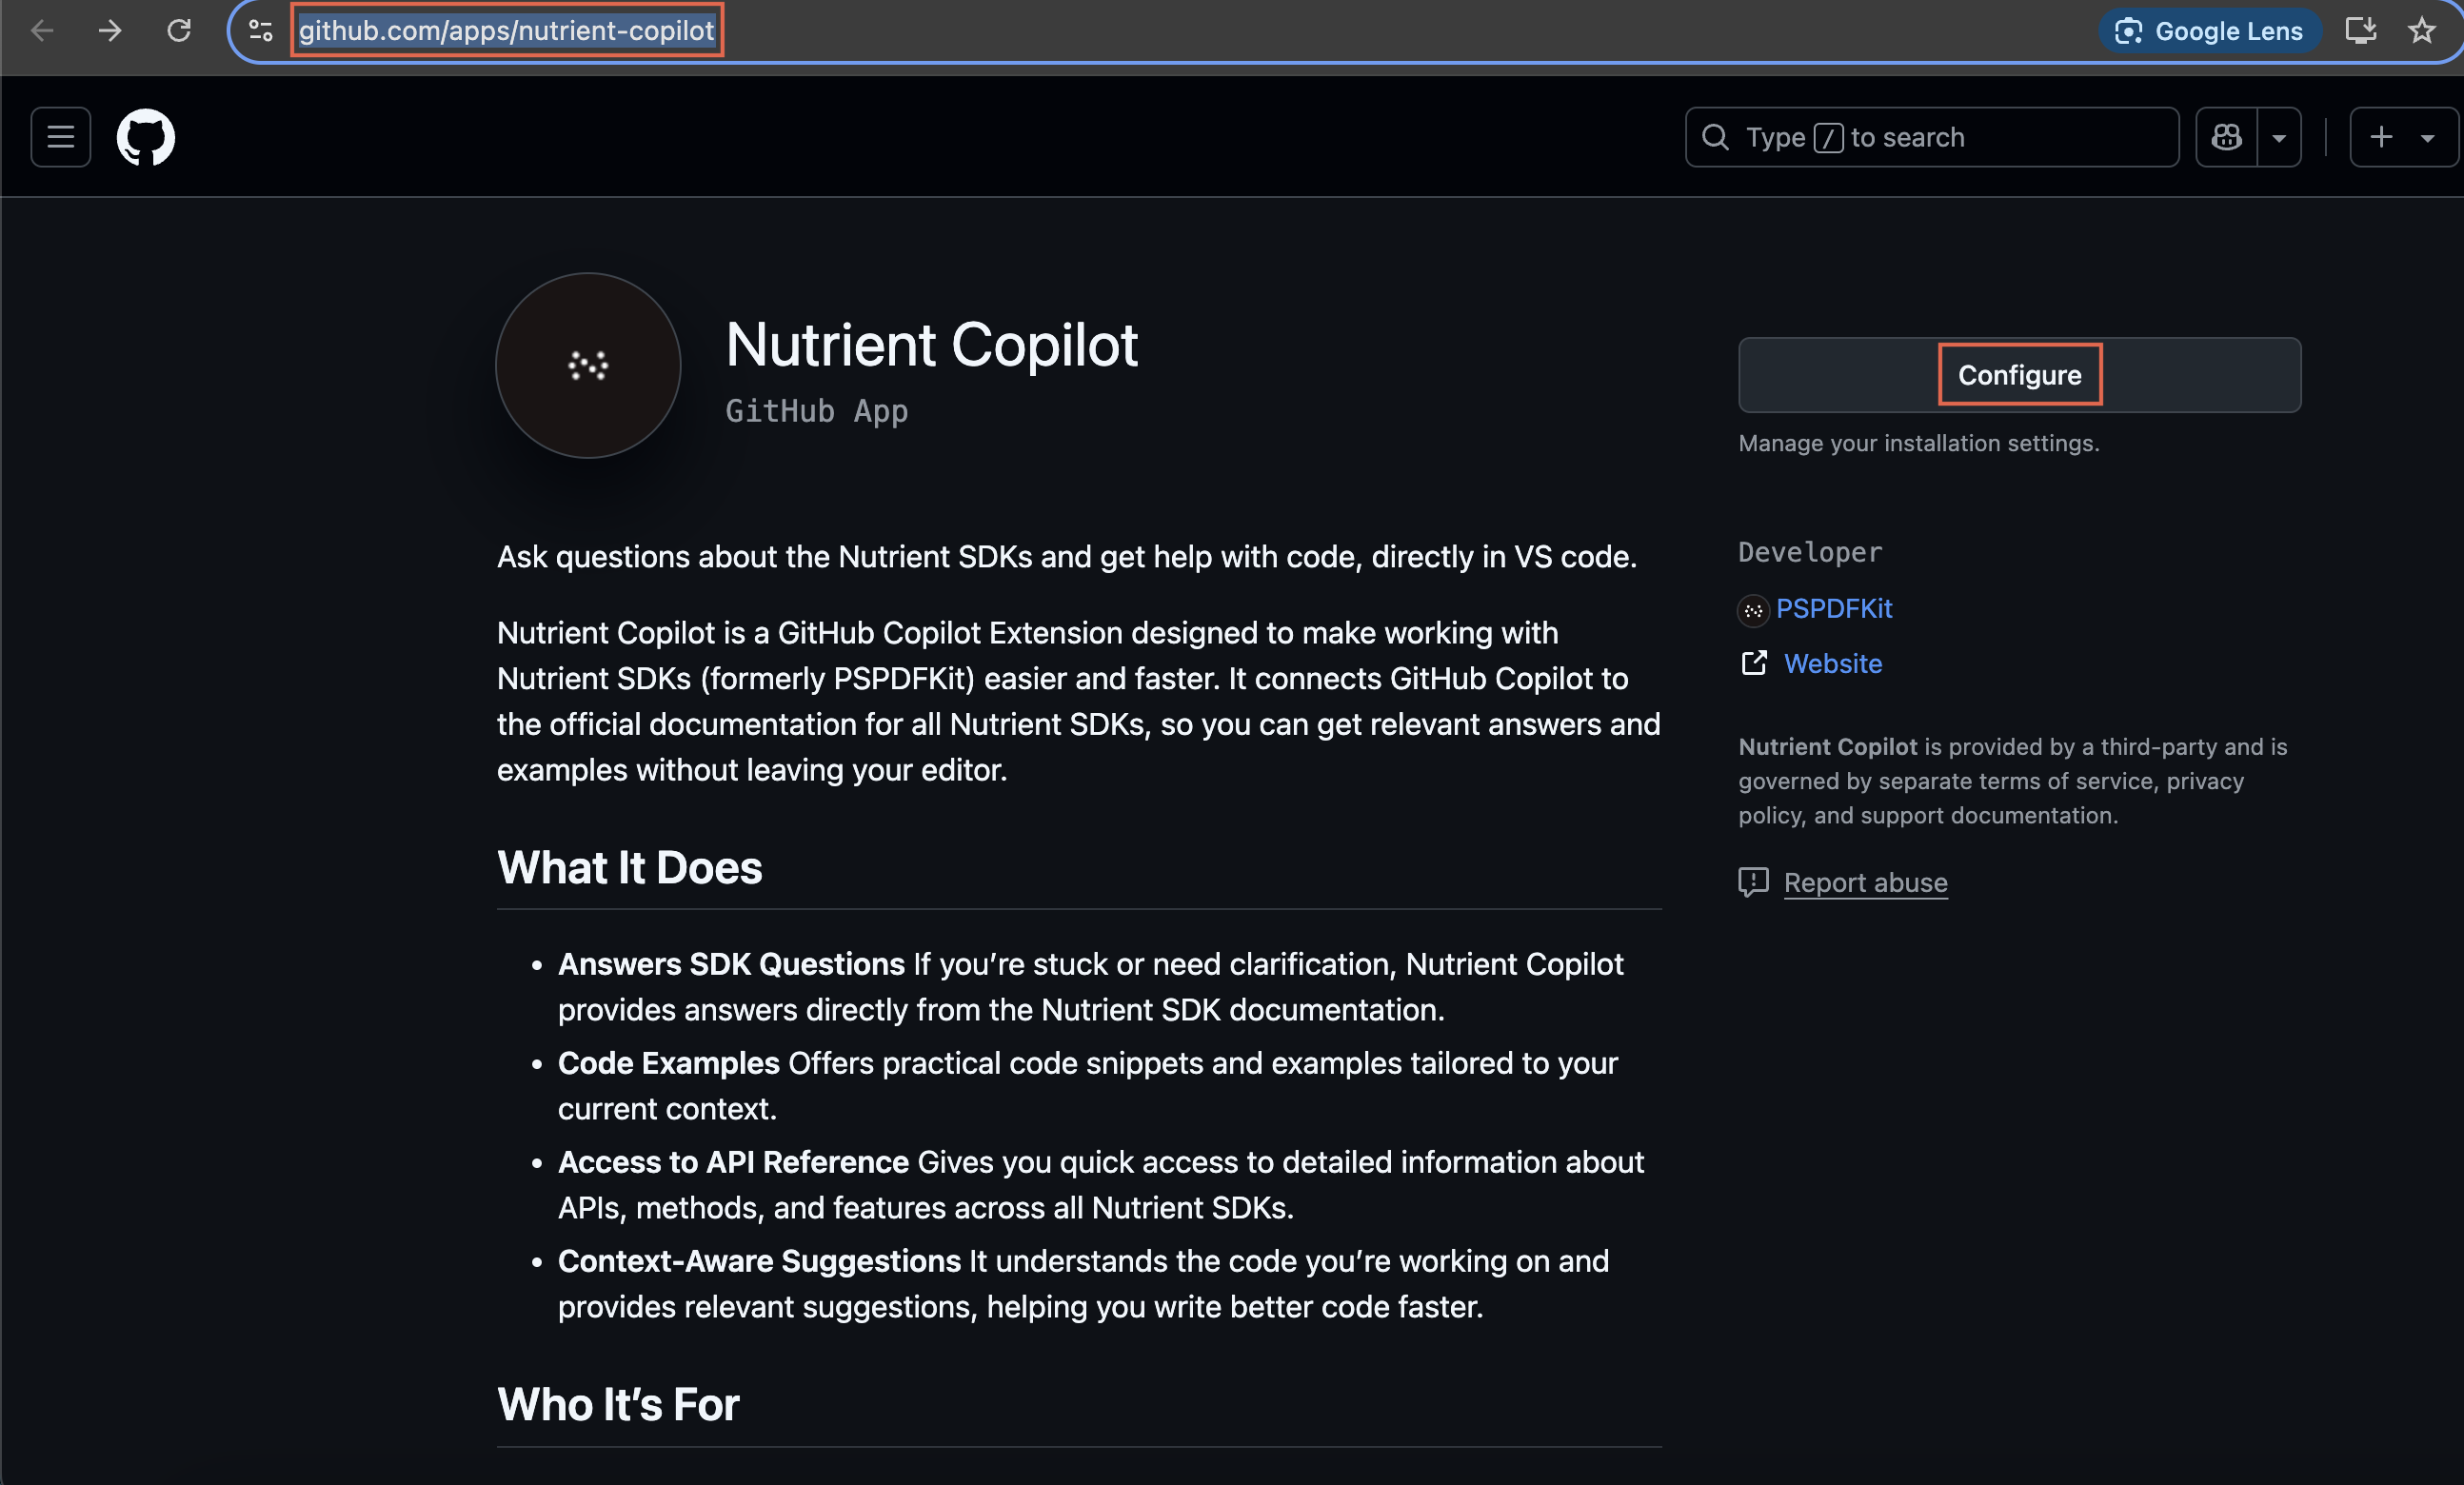 github.com/apps/nutrient-copilot
Google Lens
Type / to search
Nutrient Copilot
GitHub App
Configure
Manage your installation settings.
Ask questions about the Nutrient SDKs and get help with code, directly in VS code.
Nutrient Copilot is a GitHub Copilot Extension designed to make working with
Nutrient SDKs (formerly PSPDFKit) easier and faster. It connects GitHub Copilot to
the official documentation for all Nutrient SDKs, so you can get relevant answers and
examples without leaving your editor.
What It Does
• Answers SDK Questions If you’re stuck or need clarification, Nutrient Copilot
provides answers directly from the Nutrient SDK documentation.
• Code Examples Offers practical code snippets and examples tailored to your
current context.
• Access to API Reference Gives you quick access to detailed information about
APIs, methods, and features across all Nutrient SDKs.
• Context-Aware Suggestions It understands the code you’re working on and
provides relevant suggestions, helping you write better code faster.
Who It’s For
Developer
PSPDFKit
Website
Nutrient Copilot is provided by a third-party and is
governed by separate terms of service, privacy
policy, and support documentation.
Report abuse